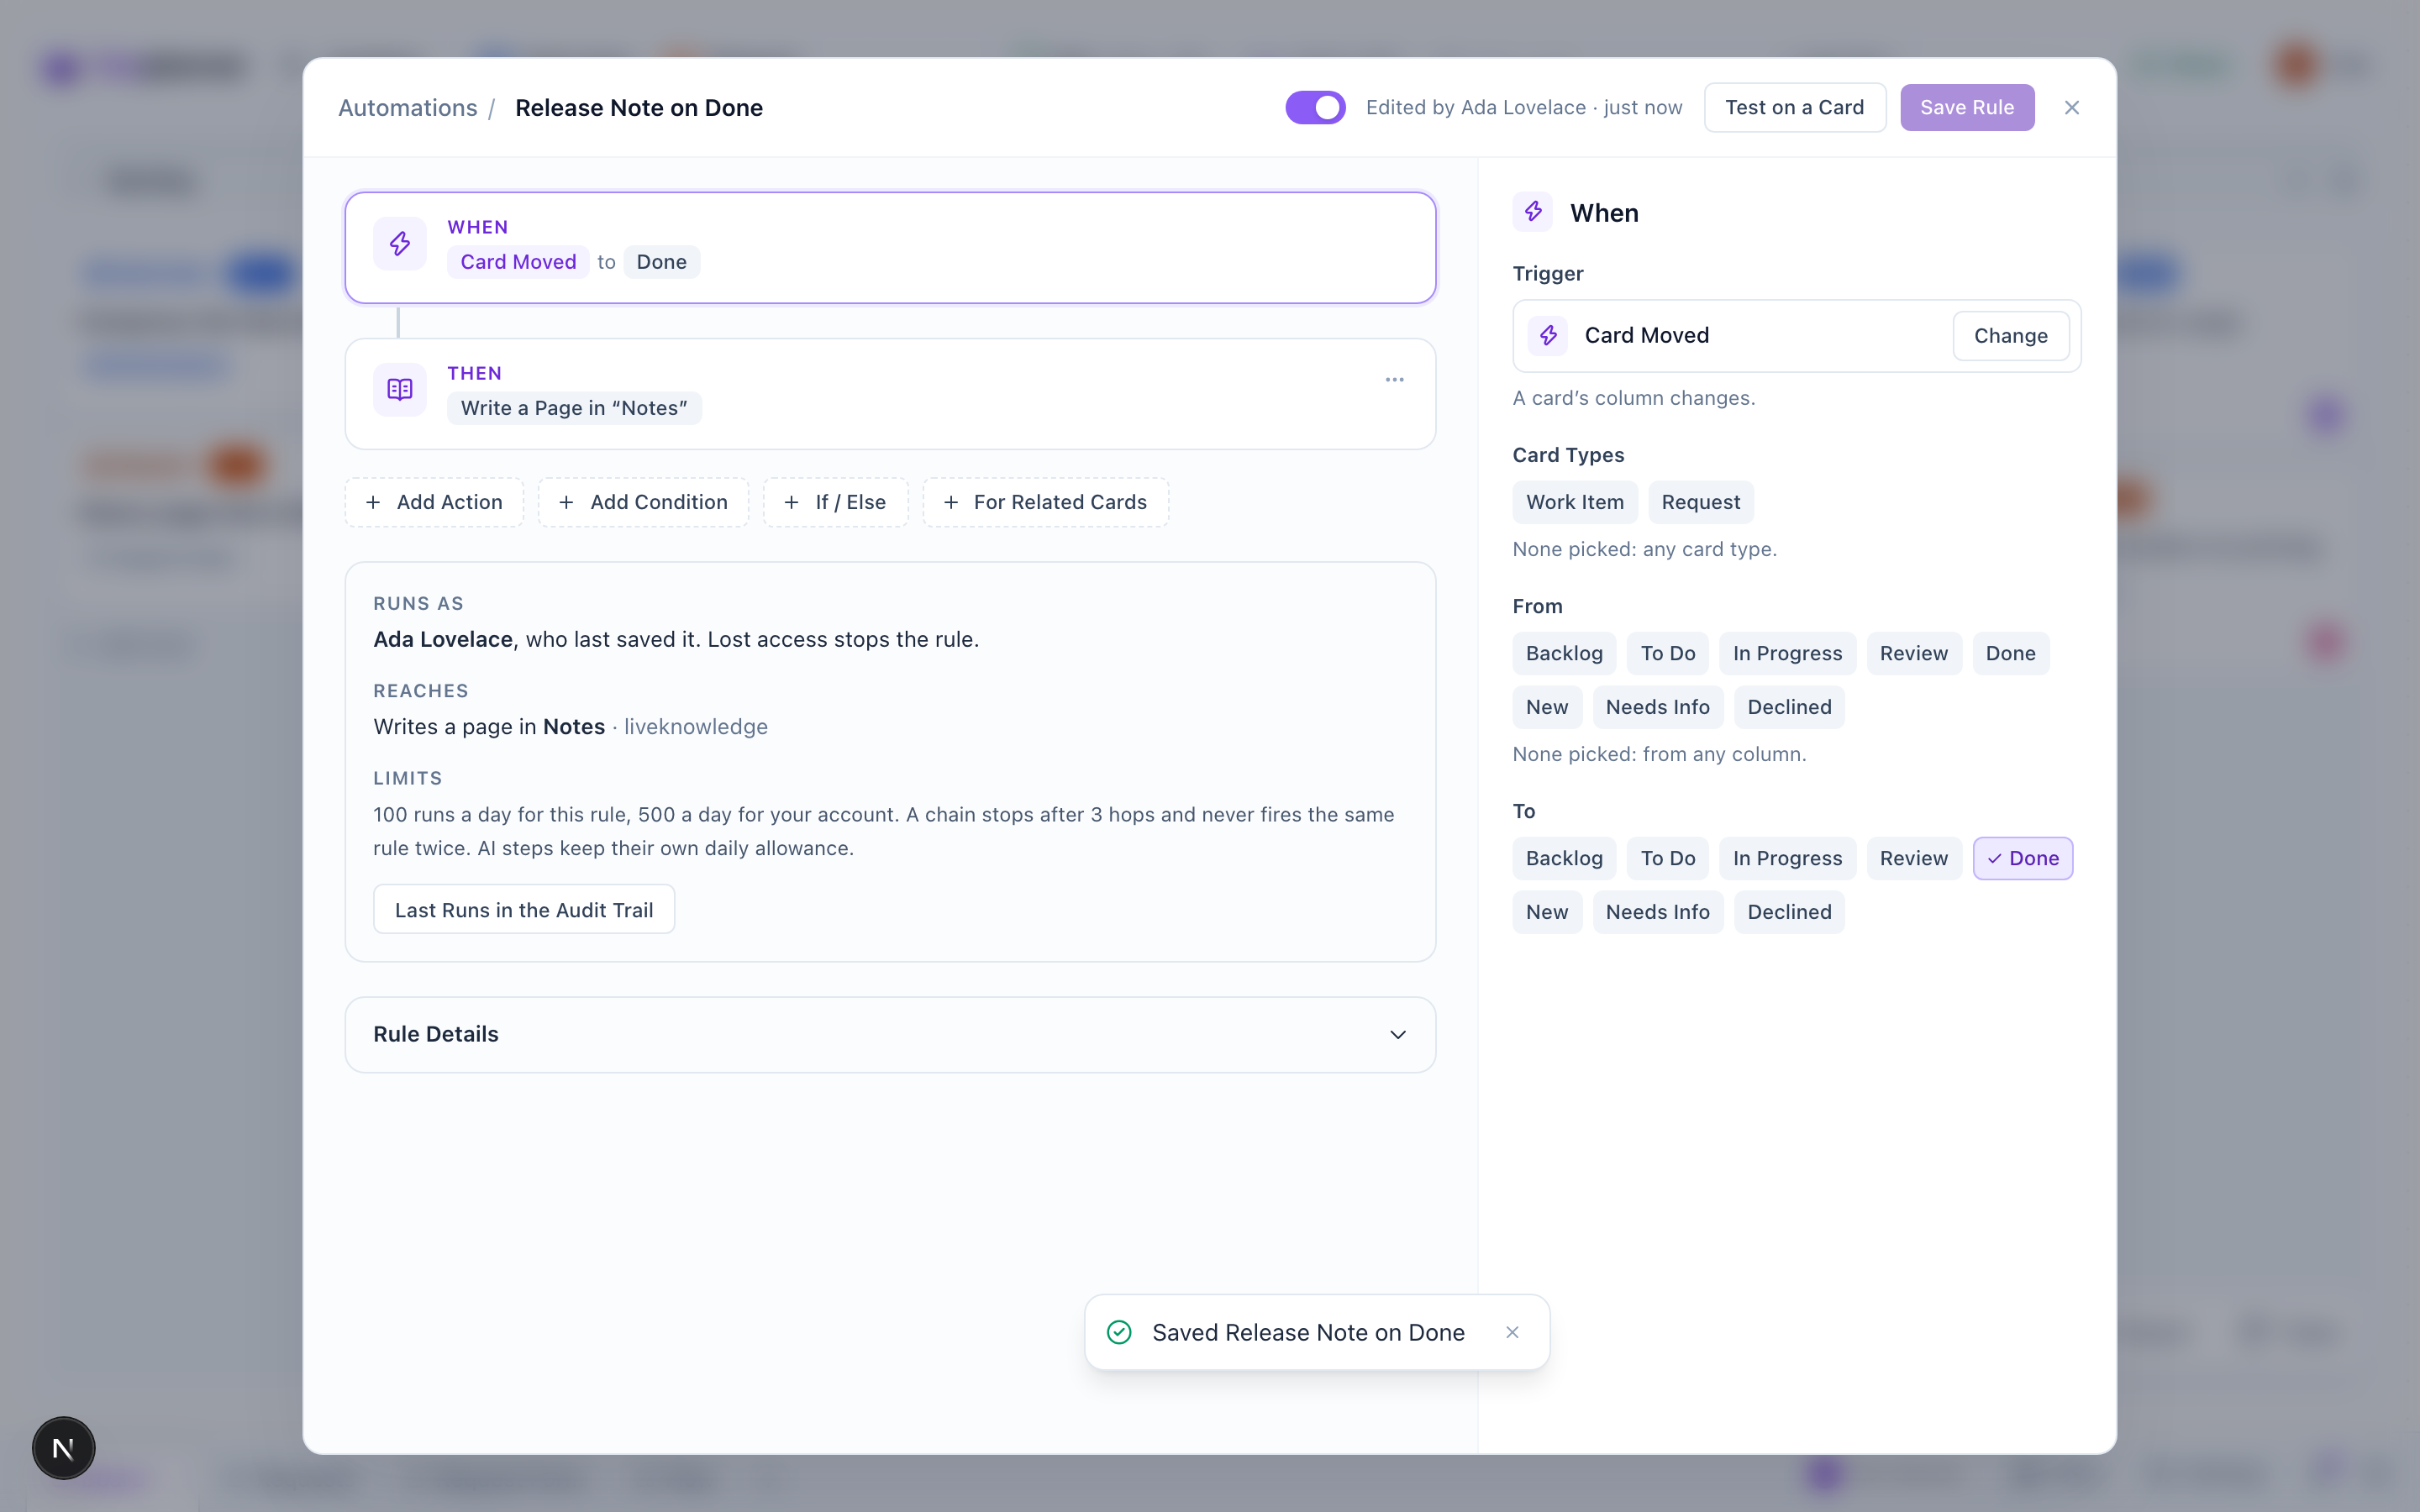 Automations / Release Note on Done
Edited by Ada Lovelace · just now
Test on a Card
Save Rule
WHEN
Card Moved to Done
THEN
Write a Page in “Notes”
Add Action
Add Condition
If / Else
For Related Cards
RUNS AS
Ada Lovelace, who last saved it. Lost access stops the rule.
REACHES
Writes a page in Notes · liveknowledge
LIMITS
100 runs a day for this rule, 500 a day for your account. A chain stops after 3 hops and never fires the same
rule twice. AI steps keep their own daily allowance.
Last Runs in the Audit Trail
Rule Details
When
Trigger
Card Moved
Change
A card’s column changes.
Card Types
Work Item Request
None picked: any card type.
From
Backlog To Do In Progress Review Done
New Needs Info Declined
None picked: from any column.
To
Backlog To Do In Progress Review Done
New Needs Info Declined
Saved Release Note on Done
N